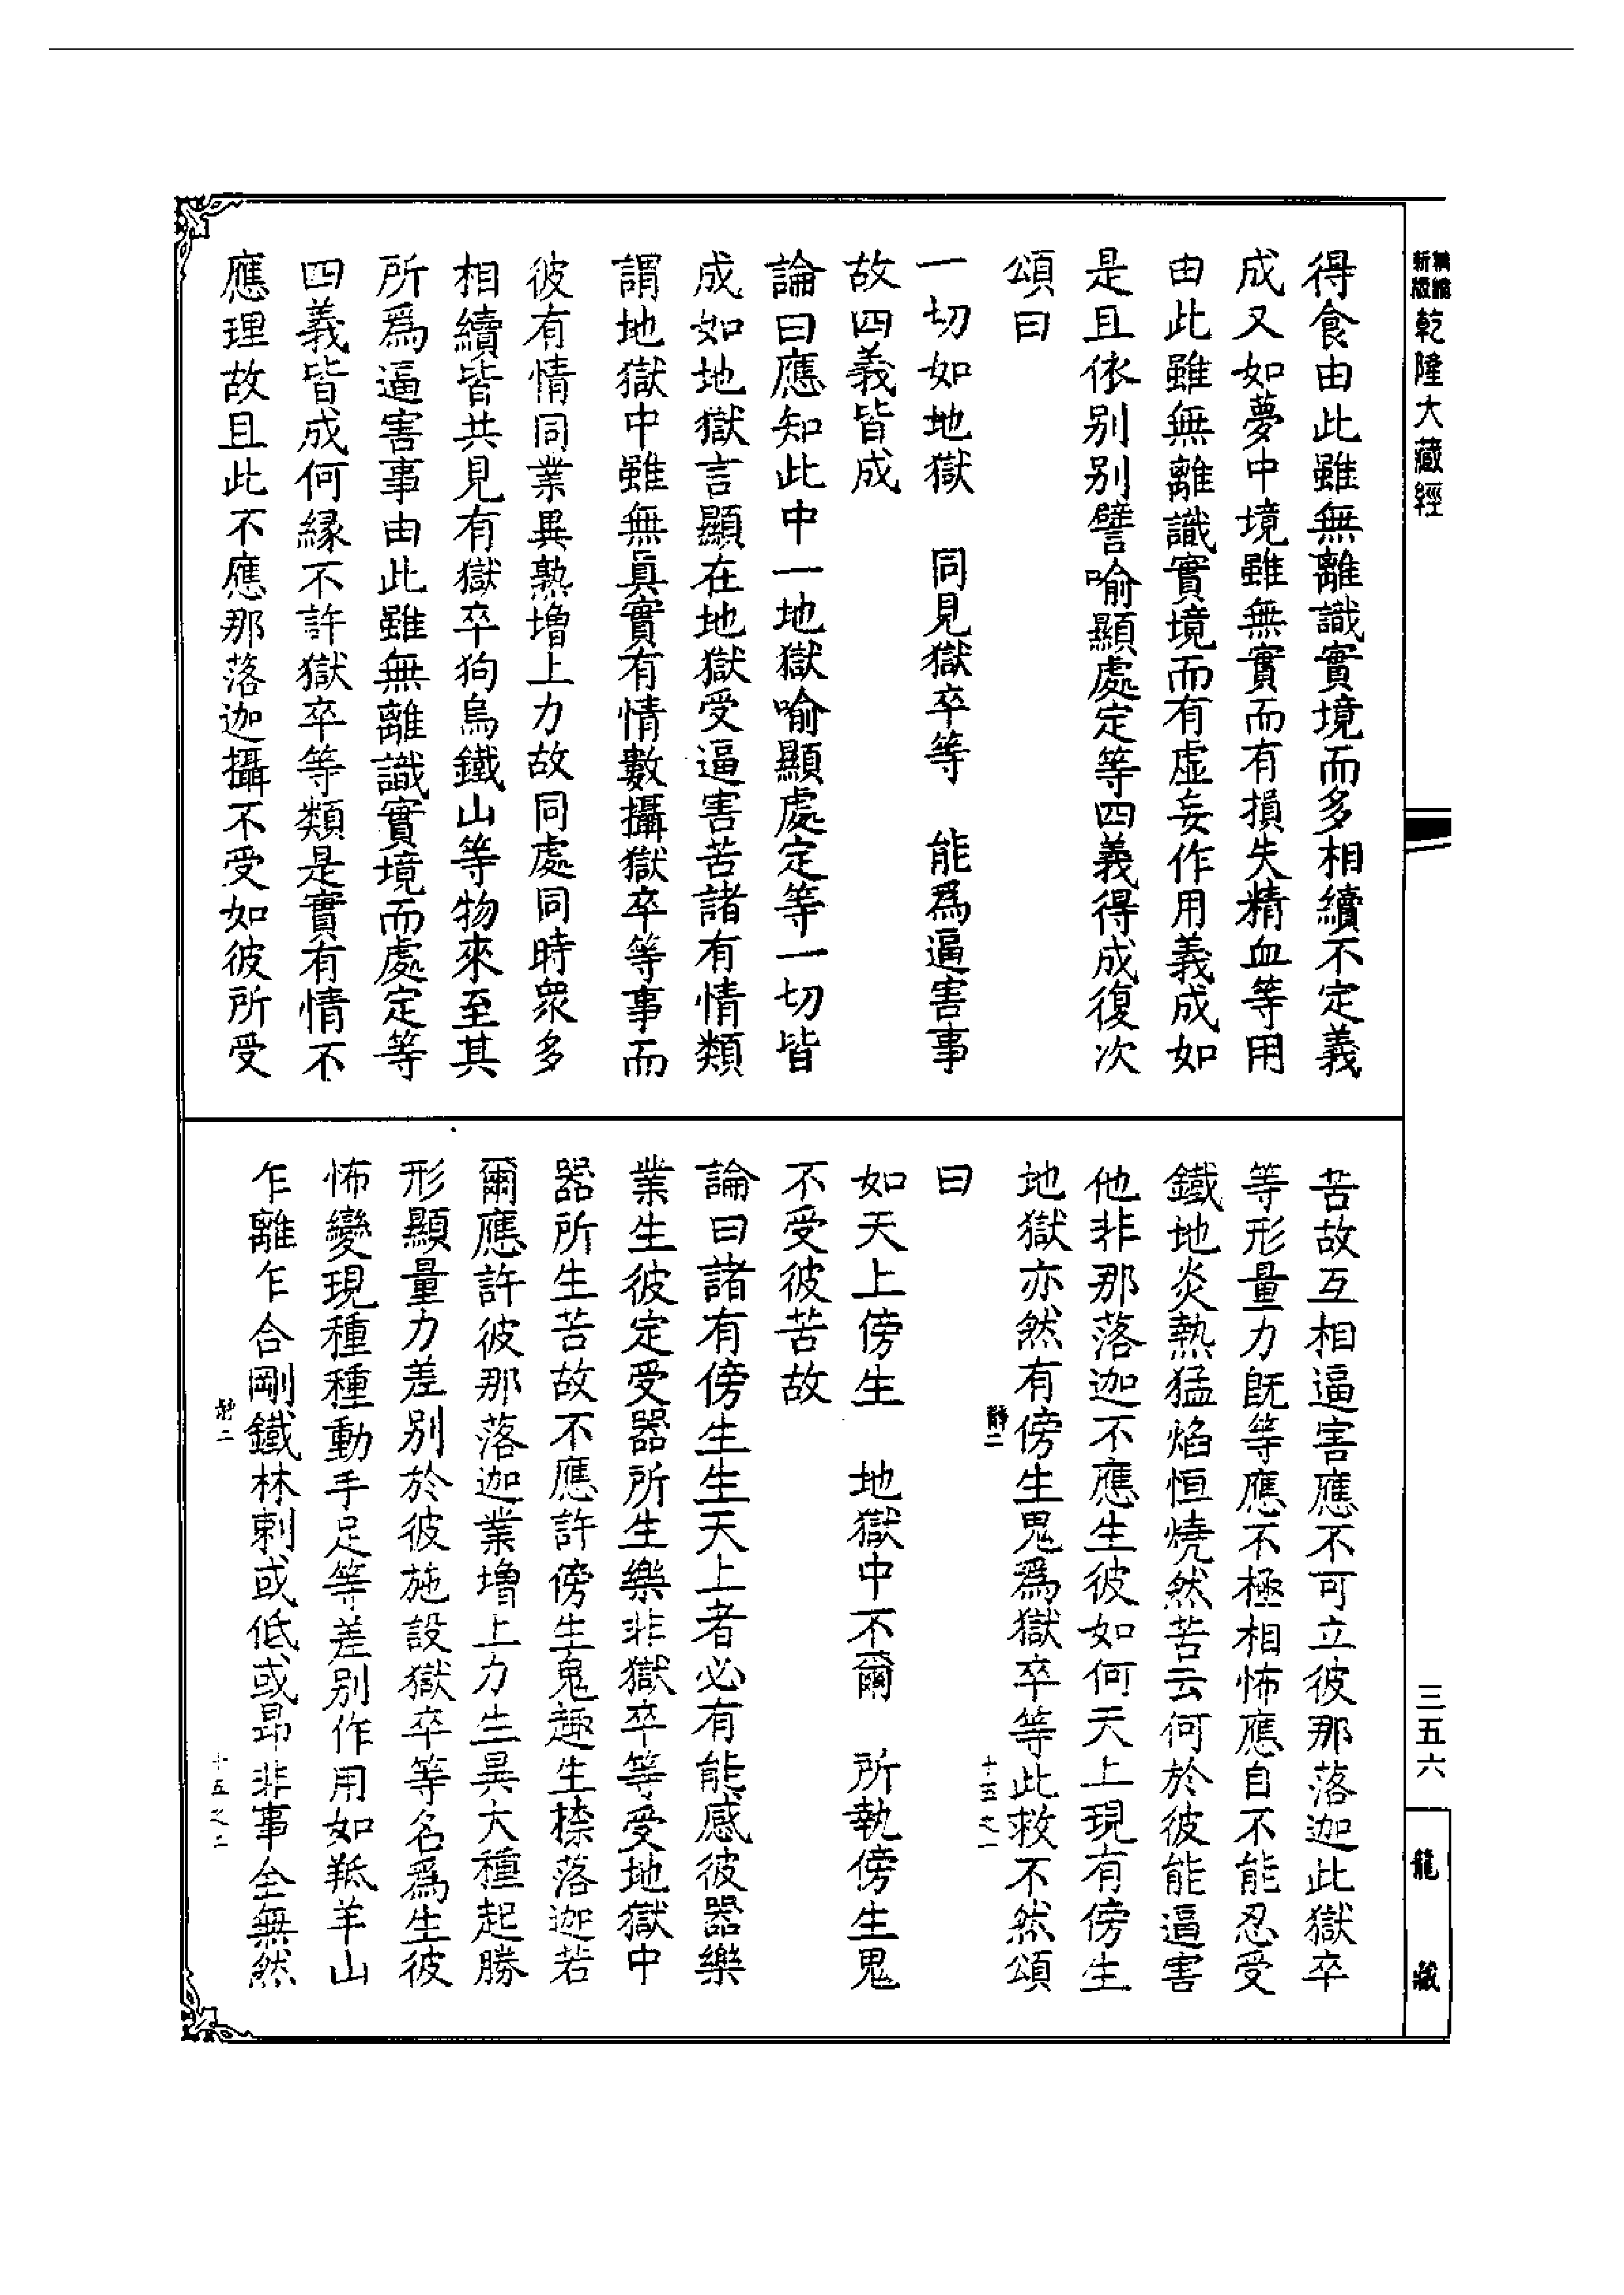 乾隆大藏經
得食由此雖無離識實境而多相續不定義
成又如夢中境雖無實而有損失精血等用
由此雖無離識實境而有虛妄作用義成如
是且依别别譬喻顯處定等四義得成復次
頌曰
一切如地獄　同見獄卒等　能爲逼害事
故四義皆成
論曰應知此中一地獄喻顯處定等一切皆
成如地獄言顯在地獄受逼害苦諸有情類
謂地獄中雖無真實有情數攝獄卒等事而
彼有情同業異熟增上力故同處同時衆多
相續皆共見有獄卒狗烏鐵山等物來至其
所爲逼害事由此雖無離識實境而處定等
四義皆成何緣不許獄卒等類是實有情不
應理故且此不應那落迦攝不受如彼所受
苦故互相逼害應不可立彼那落迦此獄卒
等形量力旣等應不極相怖應自不能忍受
鐵地炎熱猛焰恒燒然苦云何於彼能逼害
他非那落迦不應生彼如何天上現有傍生
地獄亦然有傍生鬼爲獄卒等此救不然頌
靜二
十五之一
曰
如天上傍生　地獄中不爾　所執傍生鬼
不受彼苦故
論曰諸有傍生生天上者必有能感彼器樂
業生彼定受器所生樂非獄卒等受地獄中
器所生苦故不應許傍生鬼趣生㮈落迦若
爾應許彼那落迦業增上力生異大種起勝
形顯量力差别於彼施設獄卒等名爲生彼
怖變現種種動手足等差别作用如羝羊山
乍離乍合剛鐵林刺或低或昂非事全無然
靜二
十五之二
三五六
龍
藏